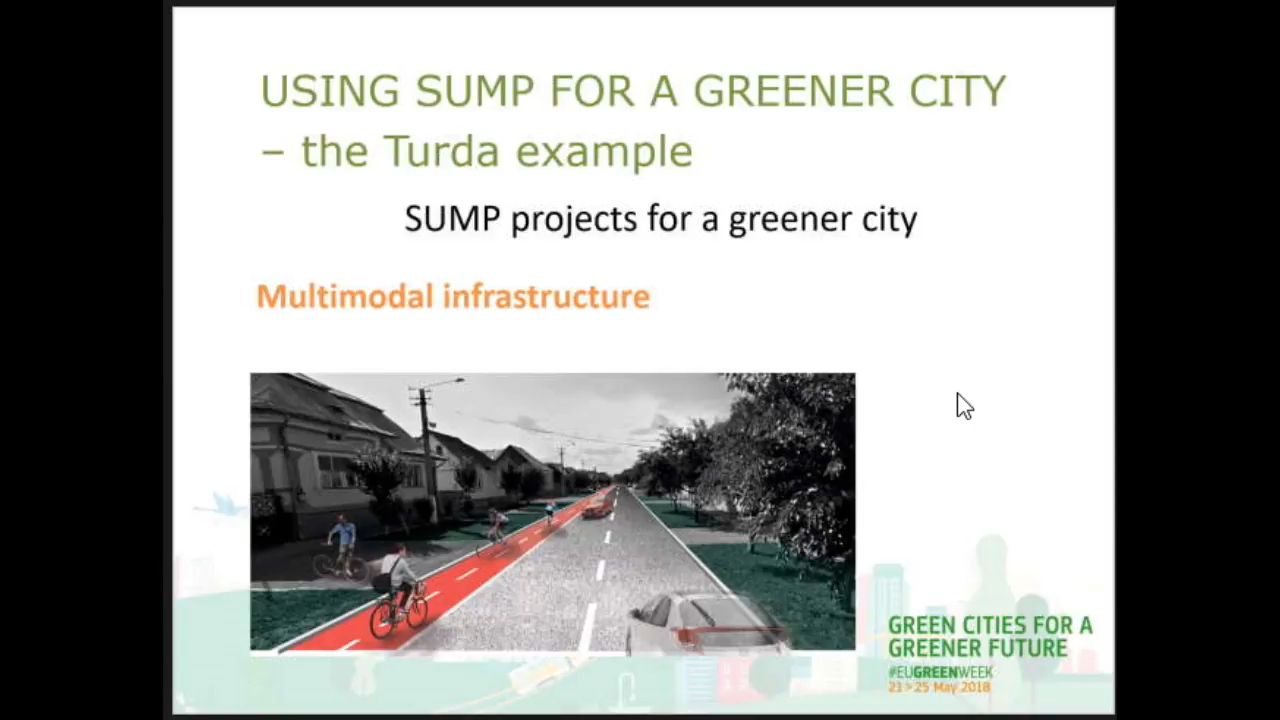 USING SUMP FOR A GREENER CITY
– the Turda example
SUMP projects for a greener city
Multimodal infrastructure
GREEN CITIES FOR A
GREENER FUTURE
#EUGREENWEEK
21>25 May 2018